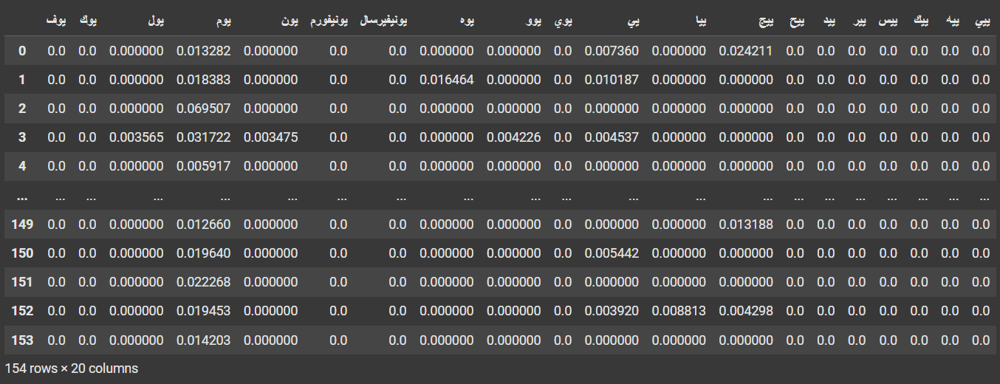 يوف يوك يول يوم يون يونيفورم يونيفيرسال يوه يوو يوي يي ييا ييج ييح ييد يير ييس ييك ييه ييي
0 0.0 0.0 0.000000 0.013282 0.000000 0.0 0.0 0.000000 0.000000 0.0 0.007360 0.000000 0.024211 0.0 0.0 0.0 0.0 0.0 0.0 0.0
1 0.0 0.0 0.000000 0.018383 0.000000 0.0 0.0 0.016464 0.000000 0.0 0.010187 0.000000 0.000000 0.0 0.0 0.0 0.0 0.0 0.0 0.0
2 0.0 0.0 0.000000 0.069507 0.000000 0.0 0.0 0.000000 0.000000 0.0 0.000000 0.000000 0.000000 0.0 0.0 0.0 0.0 0.0 0.0 0.0
3 0.0 0.0 0.003565 0.031722 0.003475 0.0 0.0 0.000000 0.004226 0.0 0.004537 0.000000 0.000000 0.0 0.0 0.0 0.0 0.0 0.0 0.0
4 0.0 0.0 0.000000 0.005917 0.000000 0.0 0.0 0.000000 0.000000 0.0 0.000000 0.000000 0.000000 0.0 0.0 0.0 0.0 0.0 0.0 0.0
... ... ... ... ... ... ... ... ... ... ... ... ... ... ... ... ... ... ... ... ...
149 0.0 0.0 0.000000 0.012660 0.000000 0.0 0.0 0.000000 0.000000 0.0 0.000000 0.000000 0.013188 0.0 0.0 0.0 0.0 0.0 0.0 0.0
150 0.0 0.0 0.000000 0.019640 0.000000 0.0 0.0 0.000000 0.000000 0.0 0.005442 0.000000 0.000000 0.0 0.0 0.0 0.0 0.0 0.0 0.0
151 0.0 0.0 0.000000 0.022268 0.000000 0.0 0.0 0.000000 0.000000 0.0 0.000000 0.000000 0.000000 0.0 0.0 0.0 0.0 0.0 0.0 0.0
152 0.0 0.0 0.000000 0.019453 0.000000 0.0 0.0 0.000000 0.000000 0.0 0.003920 0.008813 0.004298 0.0 0.0 0.0 0.0 0.0 0.0 0.0
153 0.0 0.0 0.000000 0.014203 0.000000 0.0 0.0 0.000000 0.000000 0.0 0.000000 0.000000 0.000000 0.0 0.0 0.0 0.0 0.0 0.0 0.0
154 rows × 20 columns